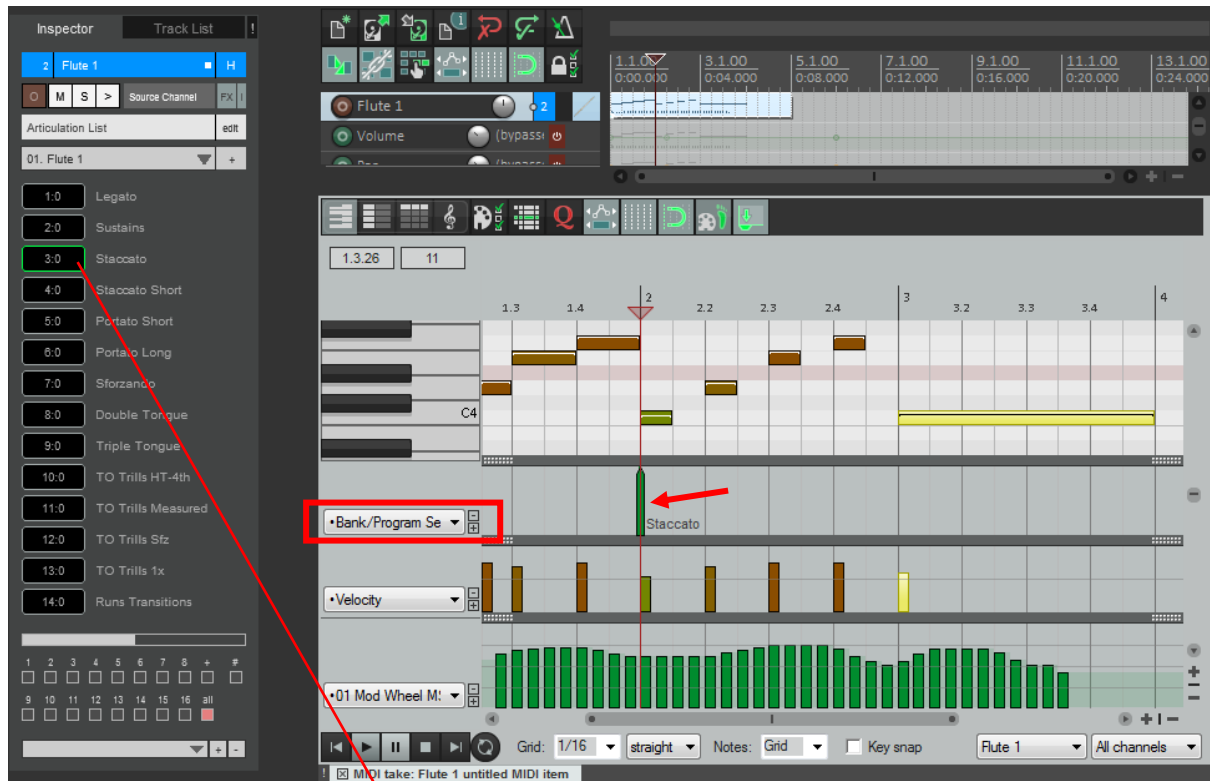 Inspector
Track List
!
2 Flute 1
H
O M S > Source Channel FX I
Articulation List edit
01. Flute 1 +
1:0 Legato
2:0 Sustains
3:0 Staccato
4:0 Staccato Short
5:0 Portato Short
6:0 Portato Long
7:0 Sforzando
8:0 Double Tongue
9:0 Triple Tongue
10:0 TO Trills HT-4th
11:0 TO Trills Measured
12:0 TO Trills Sfz
13:0 TO Trills 1x
14:0 Runs Transitions
1 2 3 4 5 6 7 8 + #
9 10 11 12 13 14 15 16 all
+ -
1.1.00 3.1.00 5.1.00 7.1.00 9.1.00 11.1.00 13.1.00
0:00.000 0:04.000 0:08.000 0:12.000 0:16.000 0:20.000 0:24.000
Flute 1 2
Volume (bypasse
Q
1.3.26 11
2 3 4
1.3 1.4 2.2 2.3 2.4 3.2 3.3 3.4
C4
•Bank/Program Se
Staccato
•Velocity
•01 Mod Wheel M:
Grid: 1/16 straight Notes: Grid Key snap Flute 1 All channels
! MIDI take: Flute 1 untitled MIDI item